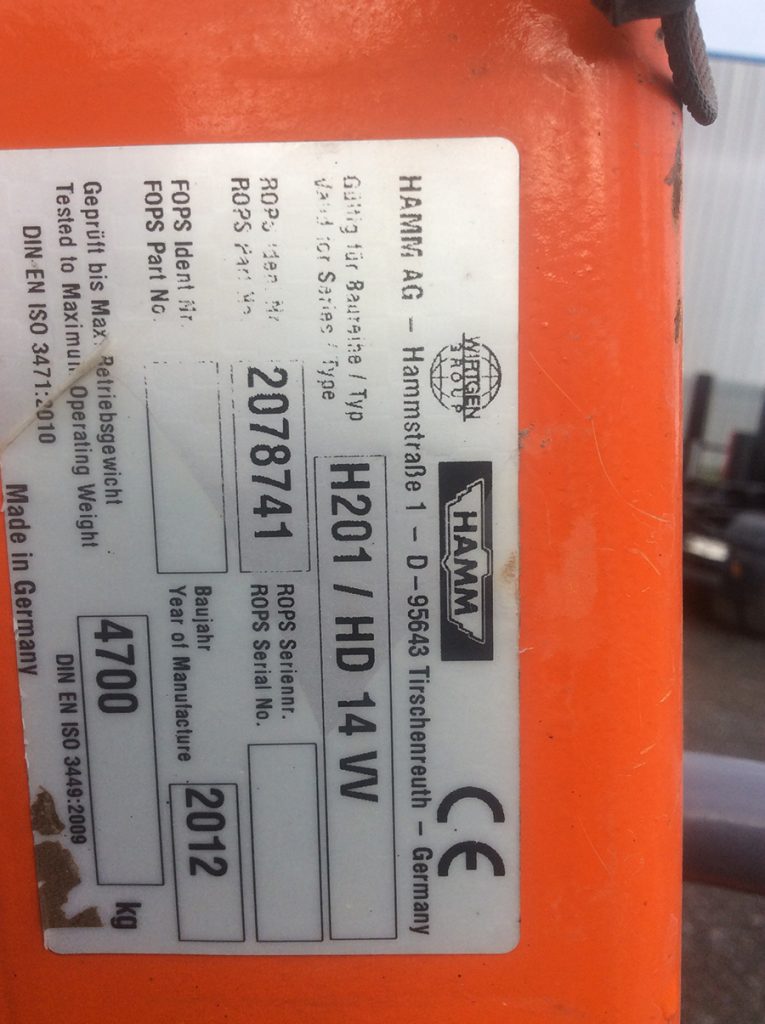 WIRTGEN
GROUP
HAMM
CE
HAMM AG – Hammstraße 1 – D – 95643 Tirschenreuth – Germany
Gültig für Baureihe / Typ
Valid for Series / Type
H201 / HD 14 VV
ROPS Ident Nr.
ROPS Part No.
2078741
ROPS Seriennr.
ROPS Serial No.
FOPS Ident Nr.
FOPS Part No.
Baujahr
Year of Manufacture
2012
Geprüft bis Max. Betriebsgewicht
Tested to Maximum Operating Weight
4700
kg
DIN-EN ISO 3471:2010
DIN EN ISO 3449:2009
Made in Germany